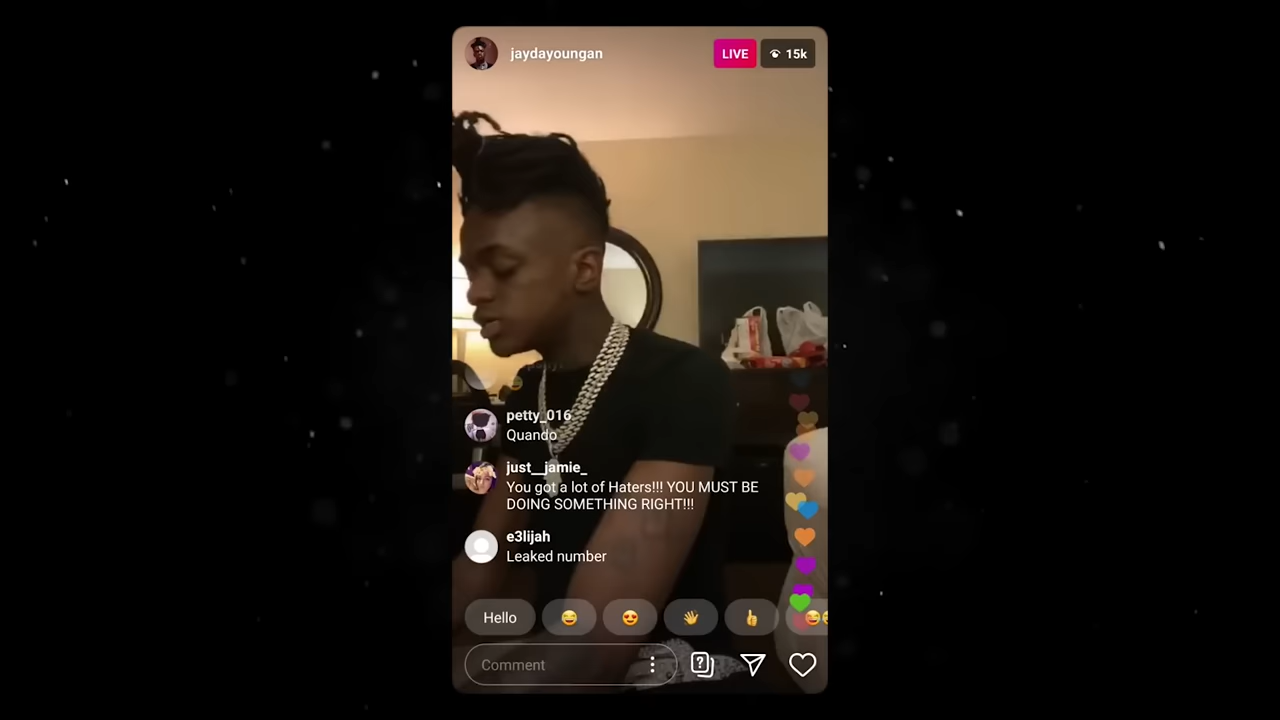 jaydayoungan
LIVE
15k
petty_016
Quando
just__jamie_
You got a lot of Haters!!! YOU MUST BE
DOING SOMETHING RIGHT!!!
e3lijah
Leaked number
Hello
Comment